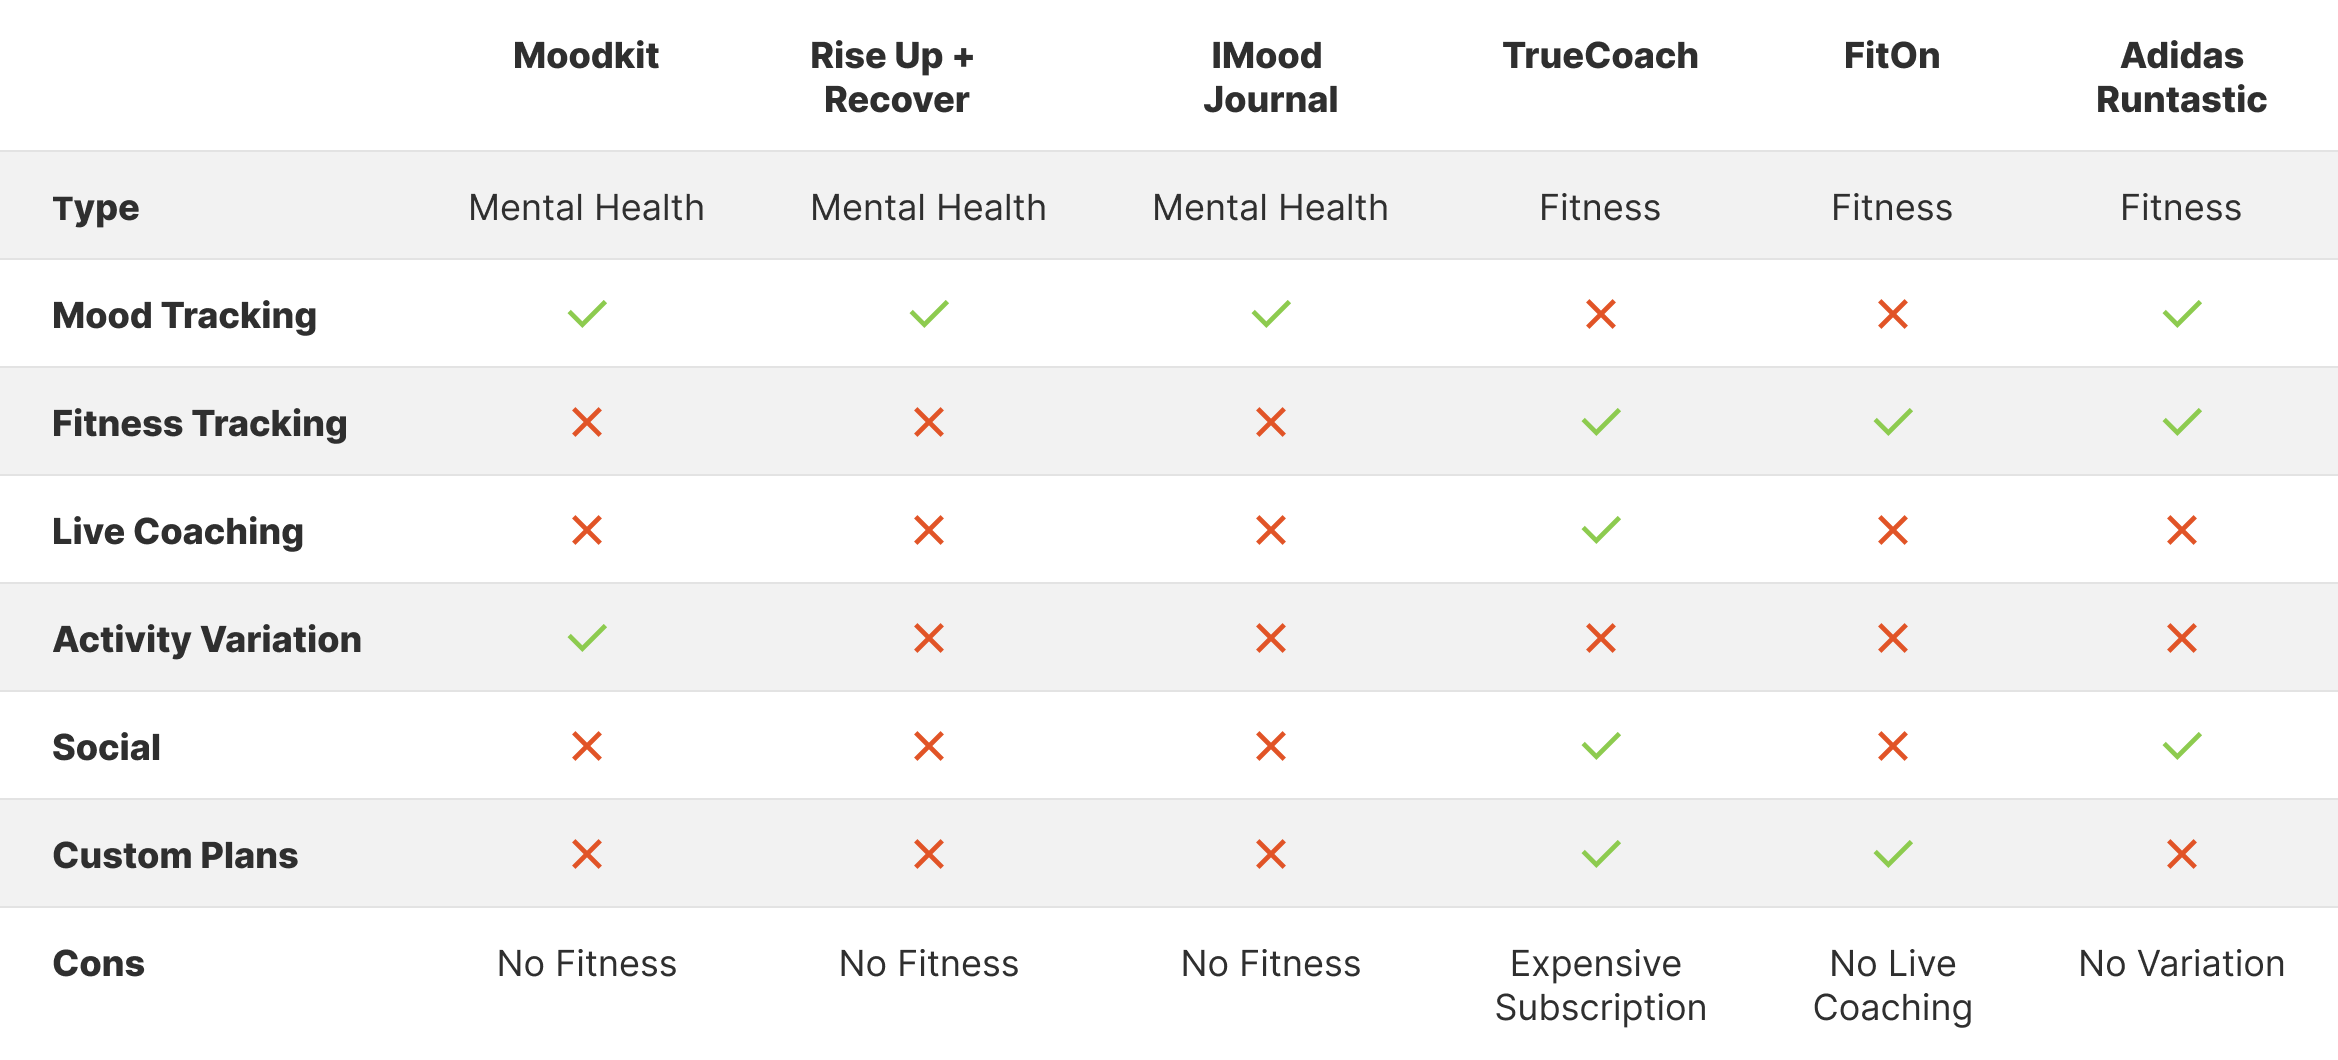 Moodkit
Rise Up +
Recover
IMood
Journal
TrueCoach
FitOn
Adidas
Runtastic
Type
Mental Health
Mental Health
Mental Health
Fitness
Fitness
Fitness
Mood Tracking
Fitness Tracking
Live Coaching
Activity Variation
Social
Custom Plans
Cons
No Fitness
No Fitness
No Fitness
Expensive
Subscription
No Live
Coaching
No Variation